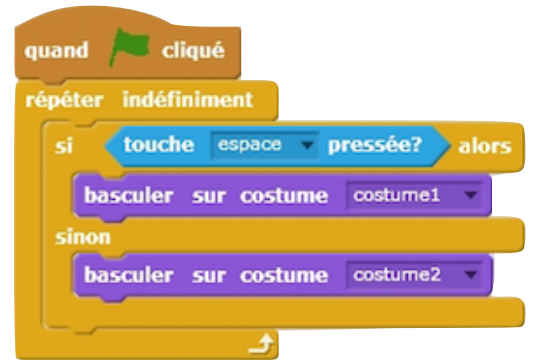 quand cliqué
répéter indéfiniment
si touche espace pressée? alors
basculer sur costume costume1
sinon
basculer sur costume costume2